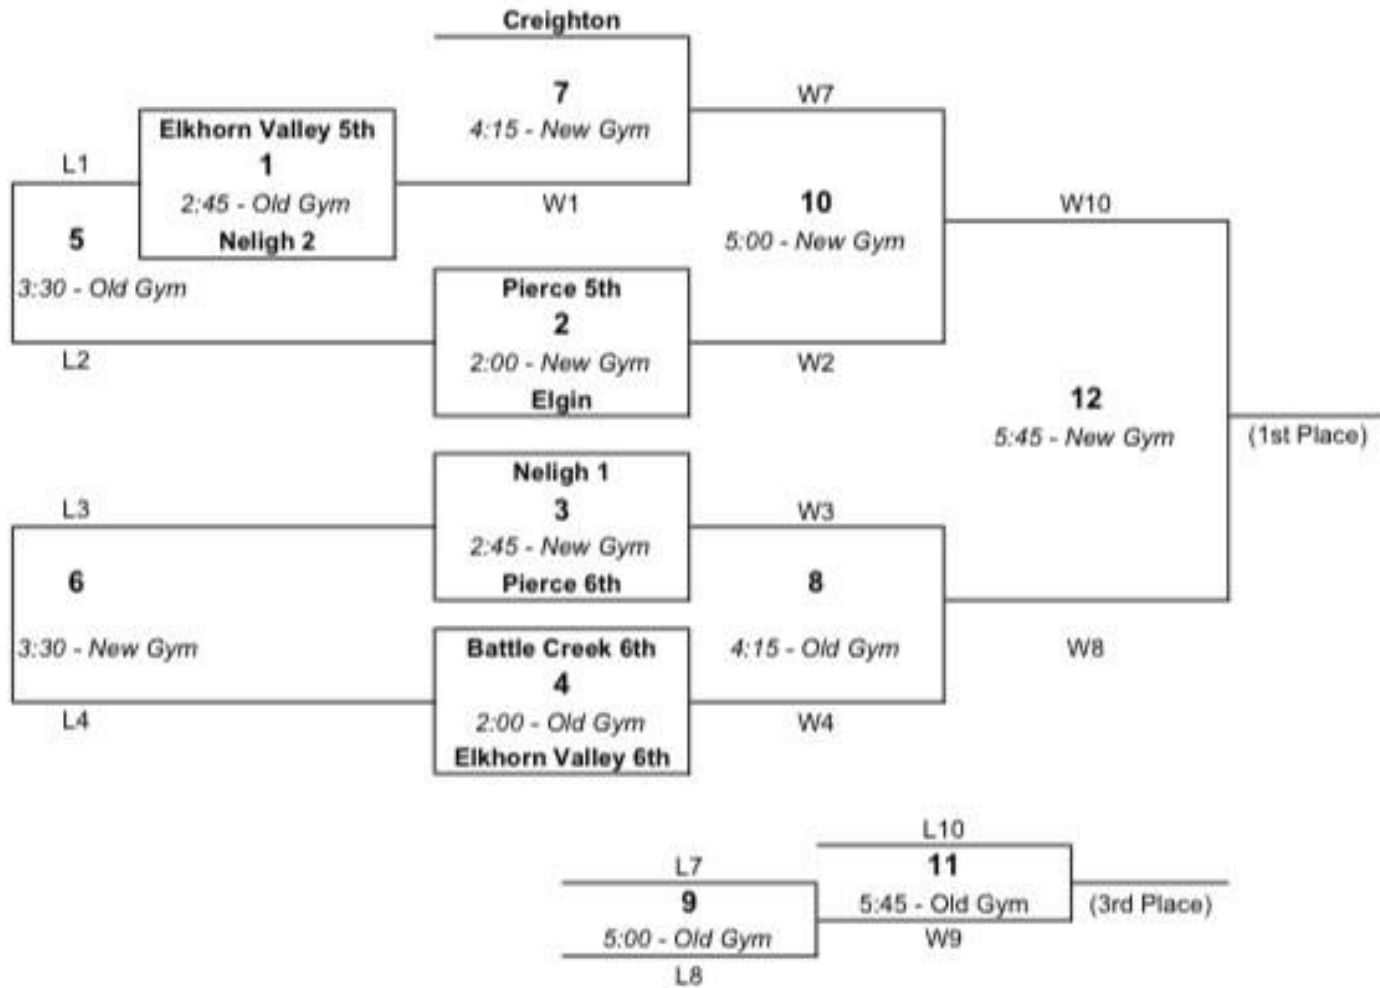 Creighton
7
4:15 - New Gym
W7
Elkhorn Valley 5th
1
2:45 - Old Gym
Neligh 2
L1
W1
5
3:30 - Old Gym
10
5:00 - New Gym
W10
Pierce 5th
2
2:00 - New Gym
Elgin
L2
W2
12
5:45 - New Gym
(1st Place)
Neligh 1
3
2:45 - New Gym
Pierce 6th
L3
W3
6
3:30 - New Gym
8
4:15 - Old Gym
W8
Battle Creek 6th
4
2:00 - Old Gym
Elkhorn Valley 6th
L4
W4
L10
11
5:45 - Old Gym
(3rd Place)
L7
9
5:00 - Old Gym
W9
L8